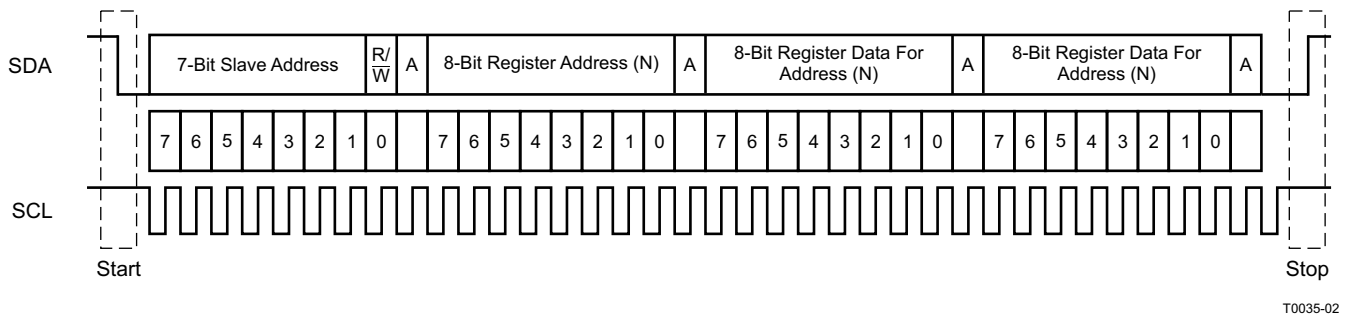 SDA
7-Bit Slave Address R/W A 8-Bit Register Address (N) A 8-Bit Register Data For Address (N) A 8-Bit Register Data For Address (N) A
7 6 5 4 3 2 1 0 7 6 5 4 3 2 1 0 7 6 5 4 3 2 1 0 7 6 5 4 3 2 1 0
SCL
Start Stop
T0035-02